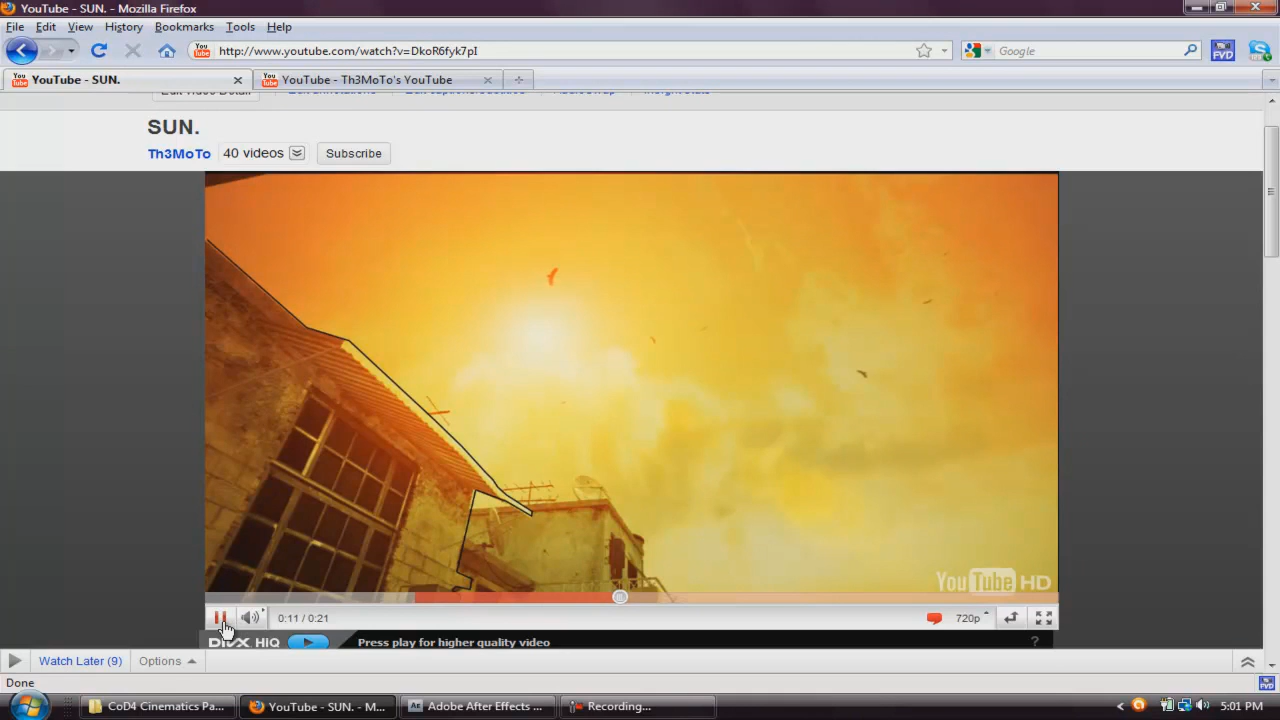 YouTube - SUN. - Mozilla Firefox
File Edit View History Bookmarks Tools Help
http://www.youtube.com/watch?v=DkoR6fyk7pI
Google
FVD
YouTube - SUN.
YouTube - Th3MoTo's YouTube
SUN.
Th3MoTo 40 videos Subscribe
YouTube HD
0:11 / 0:21
720p
DIVX HiQ Press play for higher quality video ?
Watch Later (9) Options
Done
CoD4 Cinematics Pa...
YouTube - SUN. - M...
Ae Adobe After Effects ...
Recording...
5:01 PM